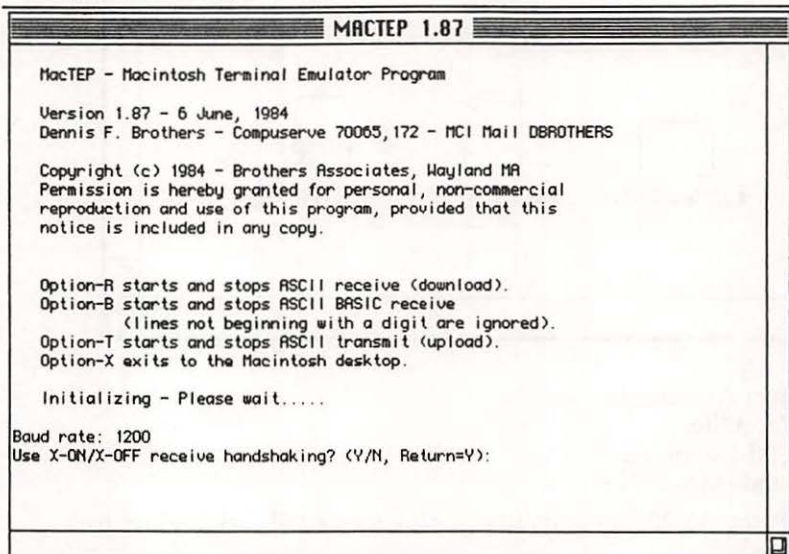 MACTEP 1.87
MacTEP - Macintosh Terminal Emulator Program
Version 1.87 - 6 June, 1984
Dennis F. Brothers - Compuserve 70065,172 - MCI Mail DBROTHERS
Copyright (c) 1984 - Brothers Associates, Wayland MA
Permission is hereby granted for personal, non-commercial
reproduction and use of this program, provided that this
notice is included in any copy.
Option-R starts and stops ASCII receive (download).
Option-B starts and stops ASCII BASIC receive
(lines not beginning with a digit are ignored).
Option-T starts and stops ASCII transmit (upload).
Option-X exits to the Macintosh desktop.
Initializing - Please wait.....
Baud rate: 1200
Use X-ON/X-OFF receive handshaking? (Y/N, Return=Y):